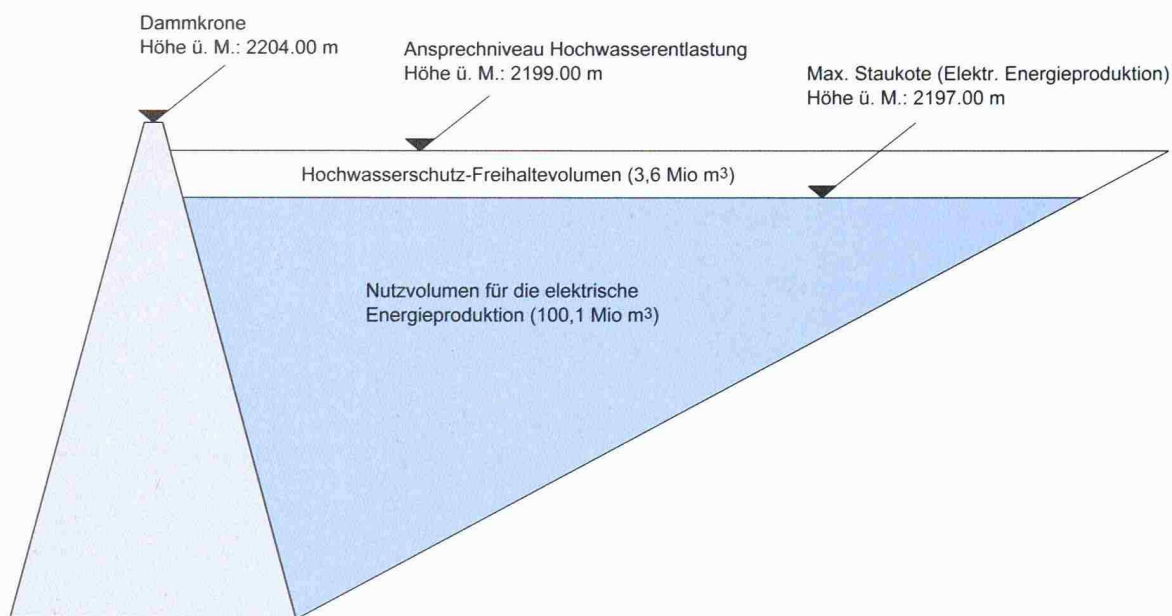 Dammkrone
Höhe ü. M.: 2204.00 m
Ansprechniveau Hochwasserentlastung
Höhe ü. M.: 2199.00 m
Max. Staukote (Elektr. Energieproduktion)
Höhe ü. M.: 2197.00 m
Hochwasserschutz-Freihaltevolumen (3,6 Mio m³)
Nutzvolumen für die elektrische
Energieproduktion (100,1 Mio m³)